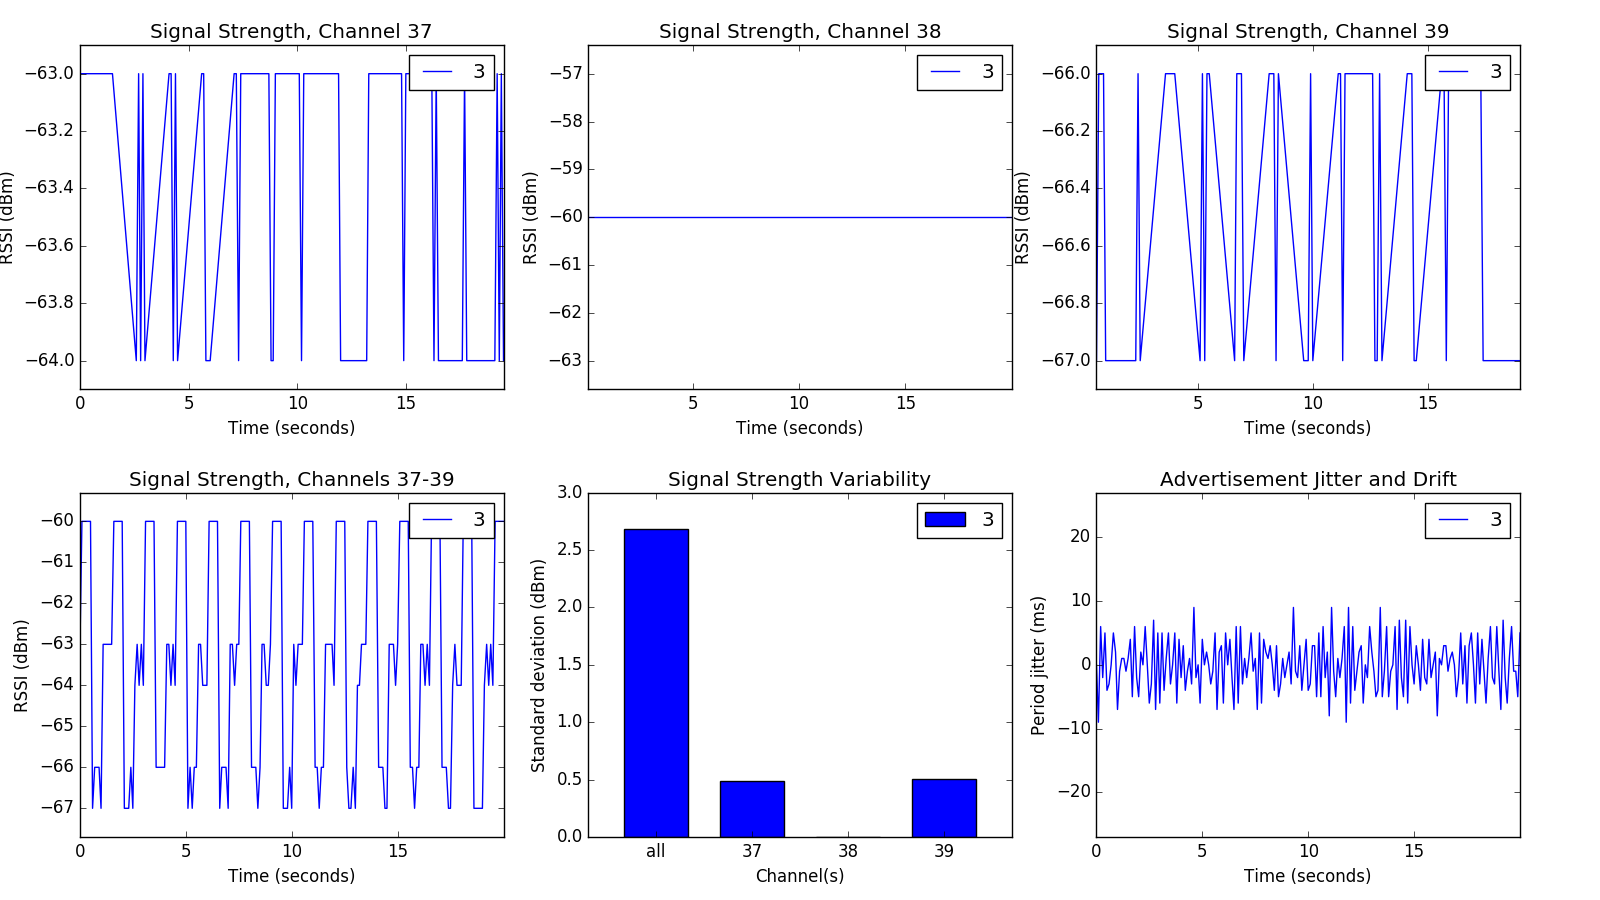 Signal Strength, Channel 37
3
−63.0
−63.2
−63.4
−63.6
−63.8
−64.0
RSSI (dBm)
0 5 10 15
Time (seconds)
Signal Strength, Channel 38
3
−57
−58
−59
−60
−61
−62
−63
RSSI (dBm)
5 10 15
Time (seconds)
Signal Strength, Channel 39
3
−66.0
−66.2
−66.4
−66.6
−66.8
−67.0
RSSI (dBm)
5 10 15
Time (seconds)
Signal Strength, Channels 37-39
3
−60
−61
−62
−63
−64
−65
−66
−67
RSSI (dBm)
0 5 10 15
Time (seconds)
Signal Strength Variability
3
3.0
2.5
2.0
1.5
1.0
0.5
0.0
Standard deviation (dBm)
all 37 38 39
Channel(s)
Advertisement Jitter and Drift
3
20
10
0
−10
−20
Period jitter (ms)
0 5 10 15
Time (seconds)